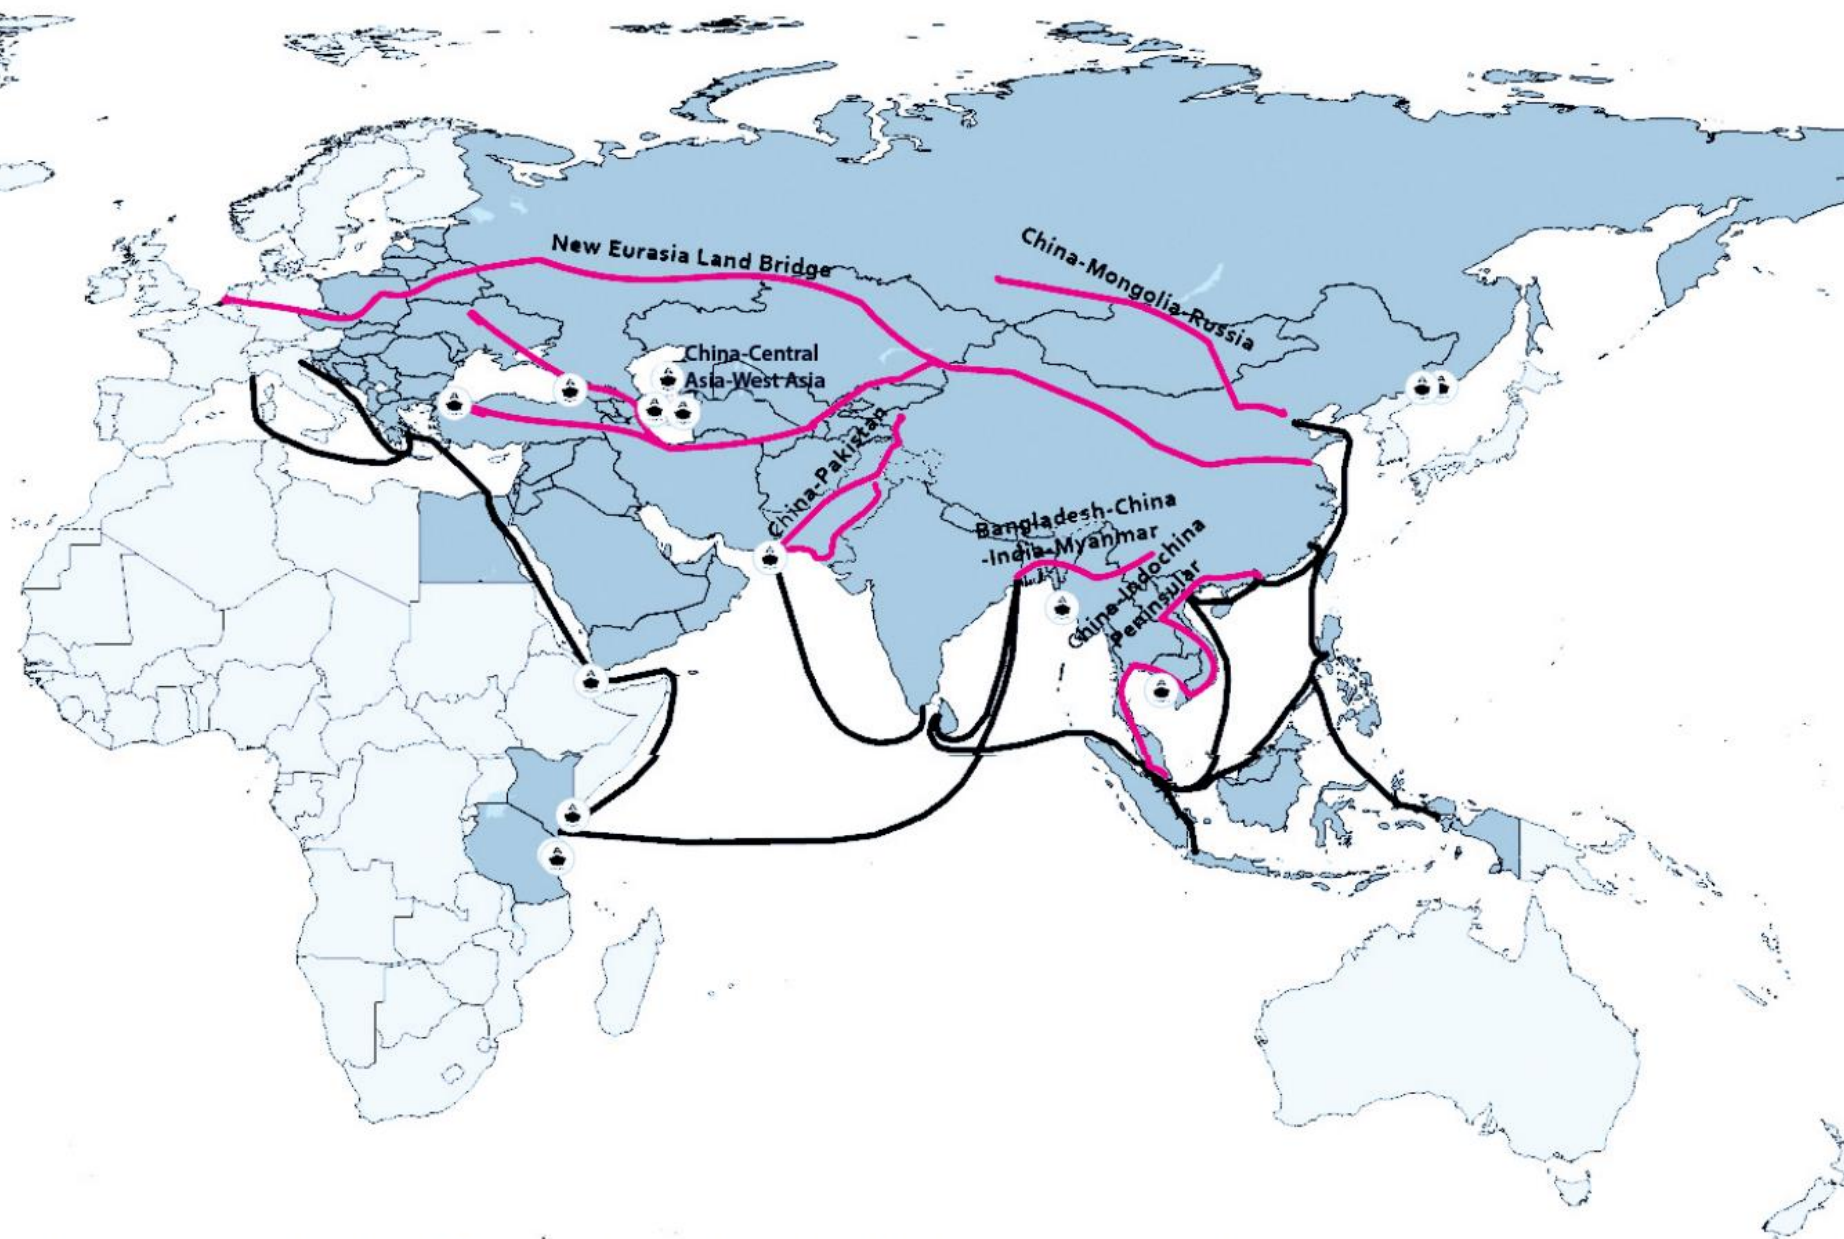 New Eurasia Land Bridge
China-Mongolia-Russia
China-Central
Asia-West Asia
China-Pakistan
Bangladesh-China
-India-Myanmar
China-Indochina
Peninsular